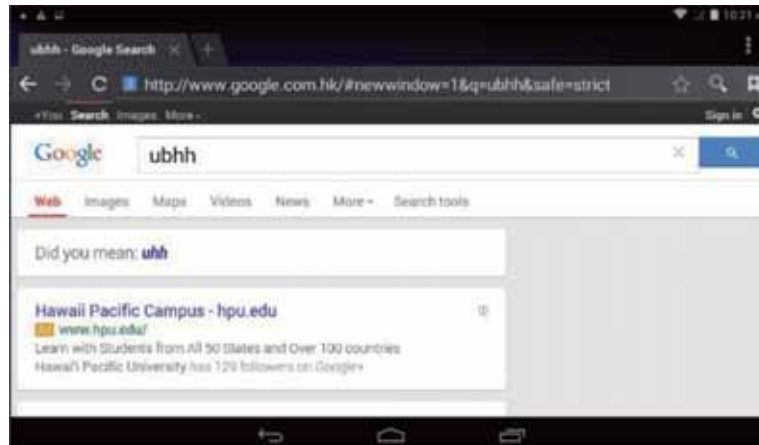 10:21
ubhh - Google Search
http://www.google.com.hk/#newwindow=1&q=ubhh&safe=strict
+You Search Images More
Sign in
Google
ubhh
Web Images Maps Videos News More Search tools
Did you mean: uhh
Hawaii Pacific Campus - hpu.edu
www.hpu.edu/
Learn with Students from All 50 States and Over 100 countries
Hawai'i Pacific University has 129 followers on Google+